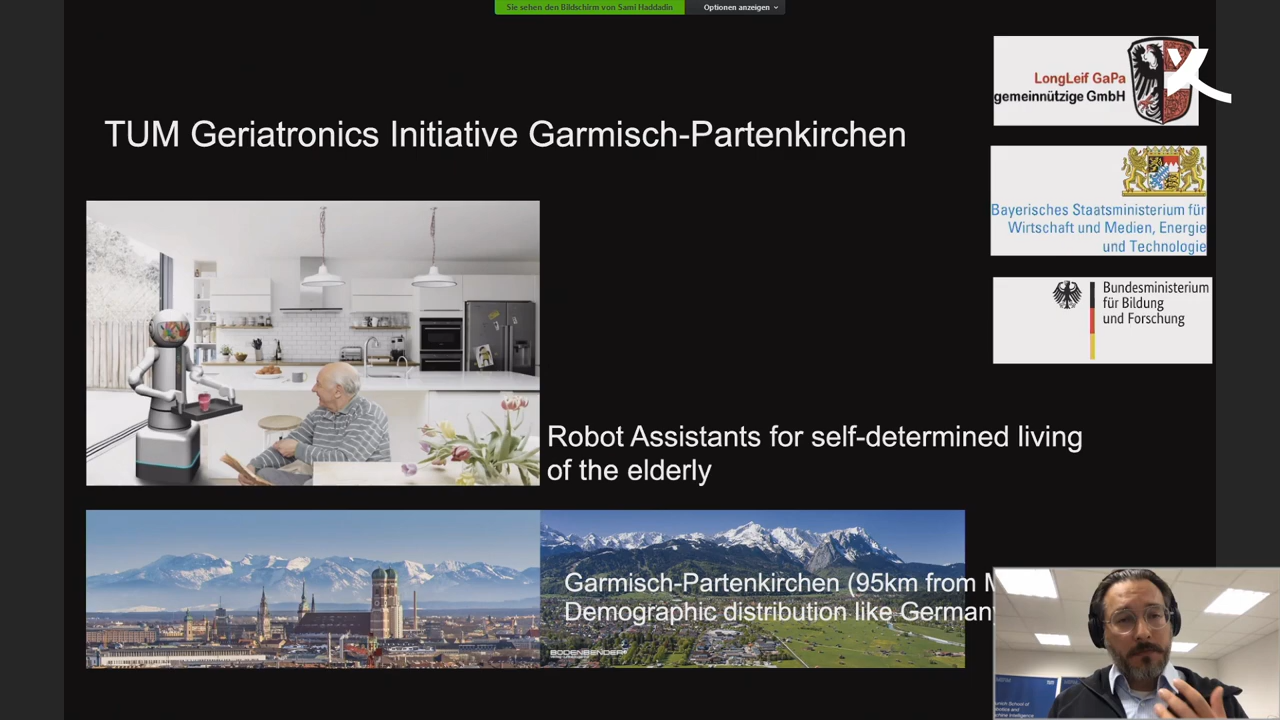 Sie sehen den Bildschirm von Sami Haddadin
Optionen anzeigen
TUM Geriatronics Initiative Garmisch-Partenkirchen
LongLeif GaPa
gemeinnützige GmbH
Bayerisches Staatsministerium für
Wirtschaft und Medien, Energie
und Technologie
Bundesministerium
für Bildung
und Forschung
Robot Assistants for self-determined living
of the elderly
Garmisch-Partenkirchen (95km from
Demographic distribution like German
BODENBENDER